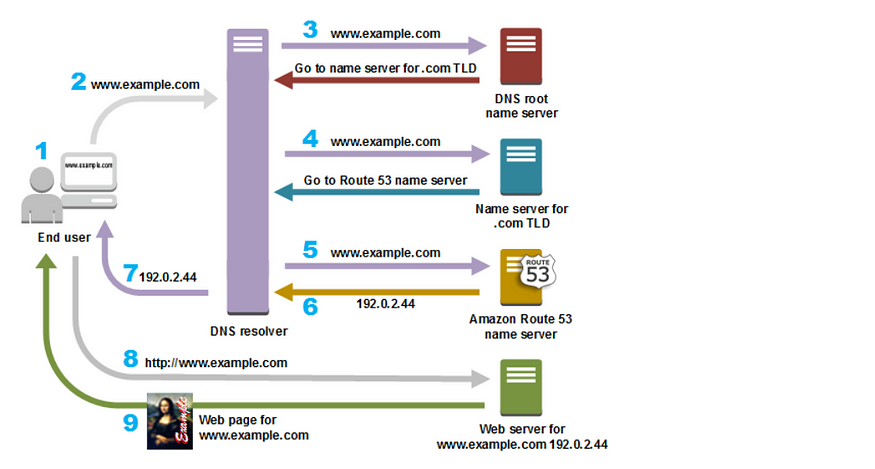 3 www.example.com
Go to name server for .com TLD
2 www.example.com
DNS root
name server
1
www.example.com
4 www.example.com
Go to Route 53 name server
Name server for
.com TLD
End user
5 www.example.com
ROUTE
53
7 192.0.2.44
6 192.0.2.44
Amazon Route 53
name server
DNS resolver
8 http://www.example.com
9
Example
Web page for
www.example.com
Web server for
www.example.com 192.0.2.44